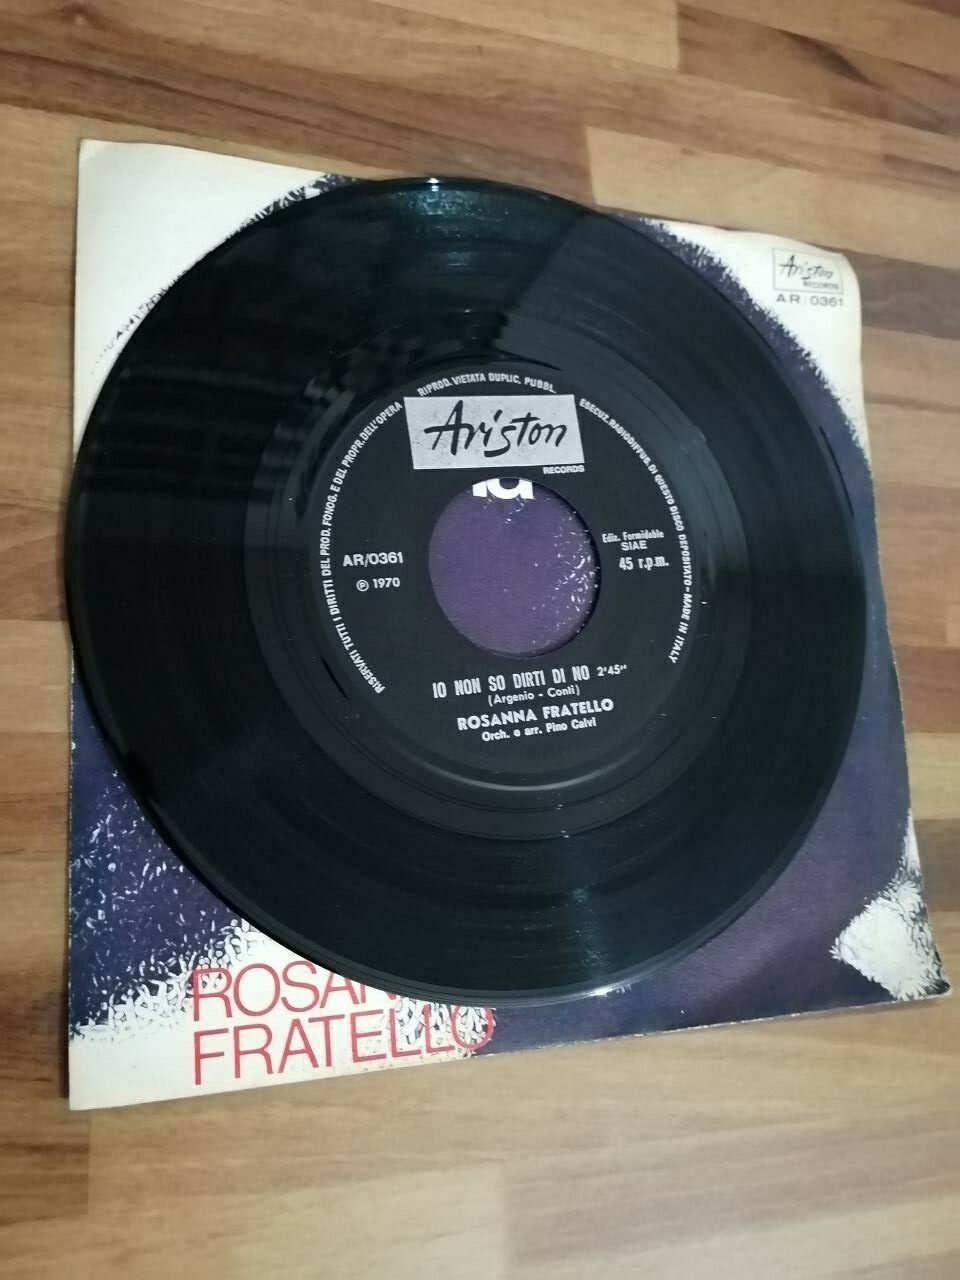 Ariston
RECORDS
AR/0361
RISERVATI TUTTI I DIRITTI DEL PROD. FONOG. E DEL PROPR. DELL'OPERA
RIPROD. VIETATA DUPLIC. PUBBL.
ESECUZ. RADIODIFFUS. DI QUESTO DISCO DEPOSITATO - MADE IN ITALY
Ariston
RECORDS
Ediz. Formidable
SIAE
AR/0361
45 r.p.m.
℗ 1970
IO NON SO DIRTI DI NO 2'45"
(Argenio - Conti)
ROSANNA FRATELLO
Orch. e arr. Pino Calvi
FRATELLO